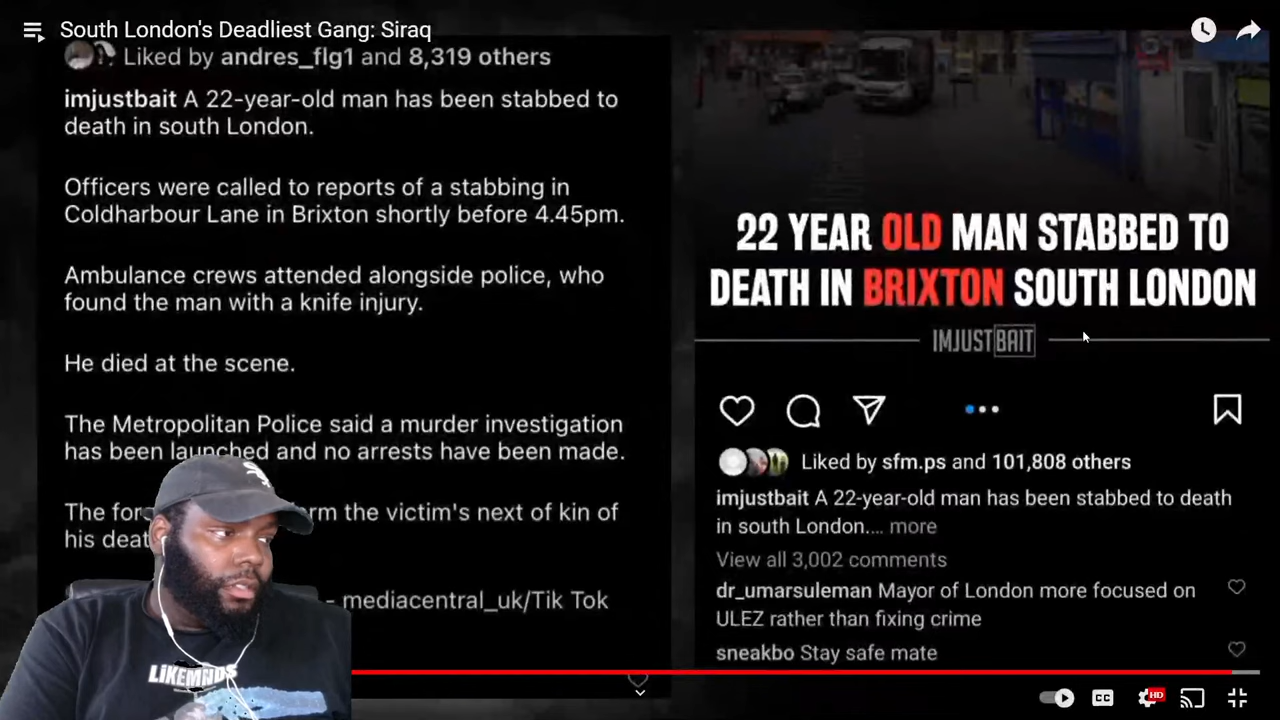 South London's Deadliest Gang: Siraq
Liked by andres_flg1 and 8,319 others
imjustbait A 22-year-old man has been stabbed to
death in south London.
Officers were called to reports of a stabbing in
Coldharbour Lane in Brixton shortly before 4.45pm.
Ambulance crews attended alongside police, who
found the man with a knife injury.
He died at the scene.
The Metropolitan Police said a murder investigation
has been launched and no arrests have been made.
The for rm the victim's next of kin of
his deat
- mediacentral_uk/Tik Tok
22 YEAR OLD MAN STABBED TO
DEATH IN BRIXTON SOUTH LONDON
IMJUSTBAIT
Liked by sfm.ps and 101,808 others
imjustbait A 22-year-old man has been stabbed to death
in south London.... more
View all 3,002 comments
dr_umarsuleman Mayor of London more focused on
ULEZ rather than fixing crime
sneakbo Stay safe mate
CC
HD